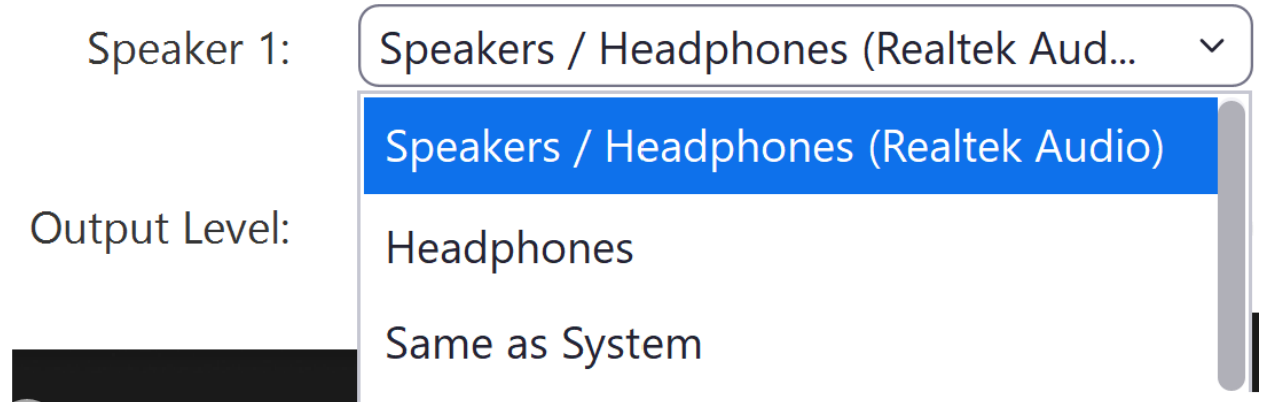 Speaker 1:
Speakers / Headphones (Realtek Aud...
Speakers / Headphones (Realtek Audio)
Output Level:
Headphones
Same as System